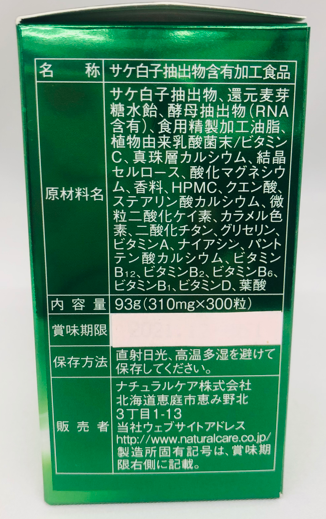 名称 サケ白子抽出物含有加工食品
原材料名
サケ白子抽出物、還元麦芽
糖水飴、酵母抽出物(RNA
含有)、食用精製加工油脂、
植物由来乳酸菌末/ビタミン
C、真珠層カルシウム、結晶
セルロース、酸化マグネシウ
ム、香料、HPMC、クエン酸、
ステアリン酸カルシウム、微
粒二酸化ケイ素、カラメル色
素、二酸化チタン、グリセリン、
ビタミンA、ナイアシン、パント
テン酸カルシウム、ビタミン
B12、ビタミンB2、ビタミンB6、
ビタミンB1、ビタミンD、葉酸
内容量 93g(310mg×300粒)
賞味期限
保存方法
直射日光、高温多湿を避けて
保存してください。
販売者
ナチュラルケア株式会社
北海道恵庭市恵み野北
3丁目1-13
当社ウェブサイトアドレス
http://www.naturalcare.co.jp/
製造所固有記号は、賞味期
限右側に記載。